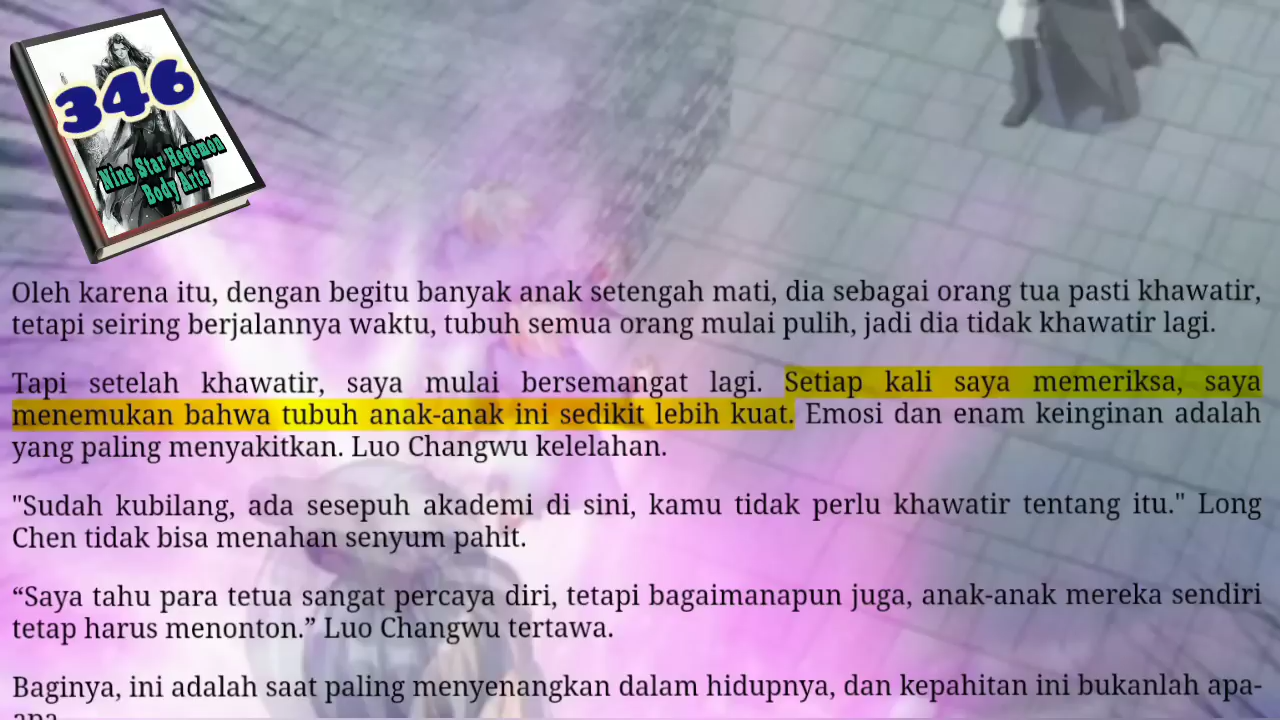 346
Nine Star Hegemon
Body Arts
Oleh karena itu, dengan begitu banyak anak setengah mati, dia sebagai orang tua pasti khawatir,
tetapi seiring berjalannya waktu, tubuh semua orang mulai pulih, jadi dia tidak khawatir lagi.
Tapi setelah khawatir, saya mulai bersemangat lagi. Setiap kali saya memeriksa, saya
menemukan bahwa tubuh anak-anak ini sedikit lebih kuat. Emosi dan enam keinginan adalah
yang paling menyakitkan. Luo Changwu kelelahan.
"Sudah kubilang, ada sesepuh akademi di sini, kamu tidak perlu khawatir tentang itu." Long
Chen tidak bisa menahan senyum pahit.
“Saya tahu para tetua sangat percaya diri, tetapi bagaimanapun juga, anak-anak mereka sendiri
tetap harus menonton.” Luo Changwu tertawa.
Baginya, ini adalah saat paling menyenangkan dalam hidupnya, dan kepahitan ini bukanlah apa-
apa.